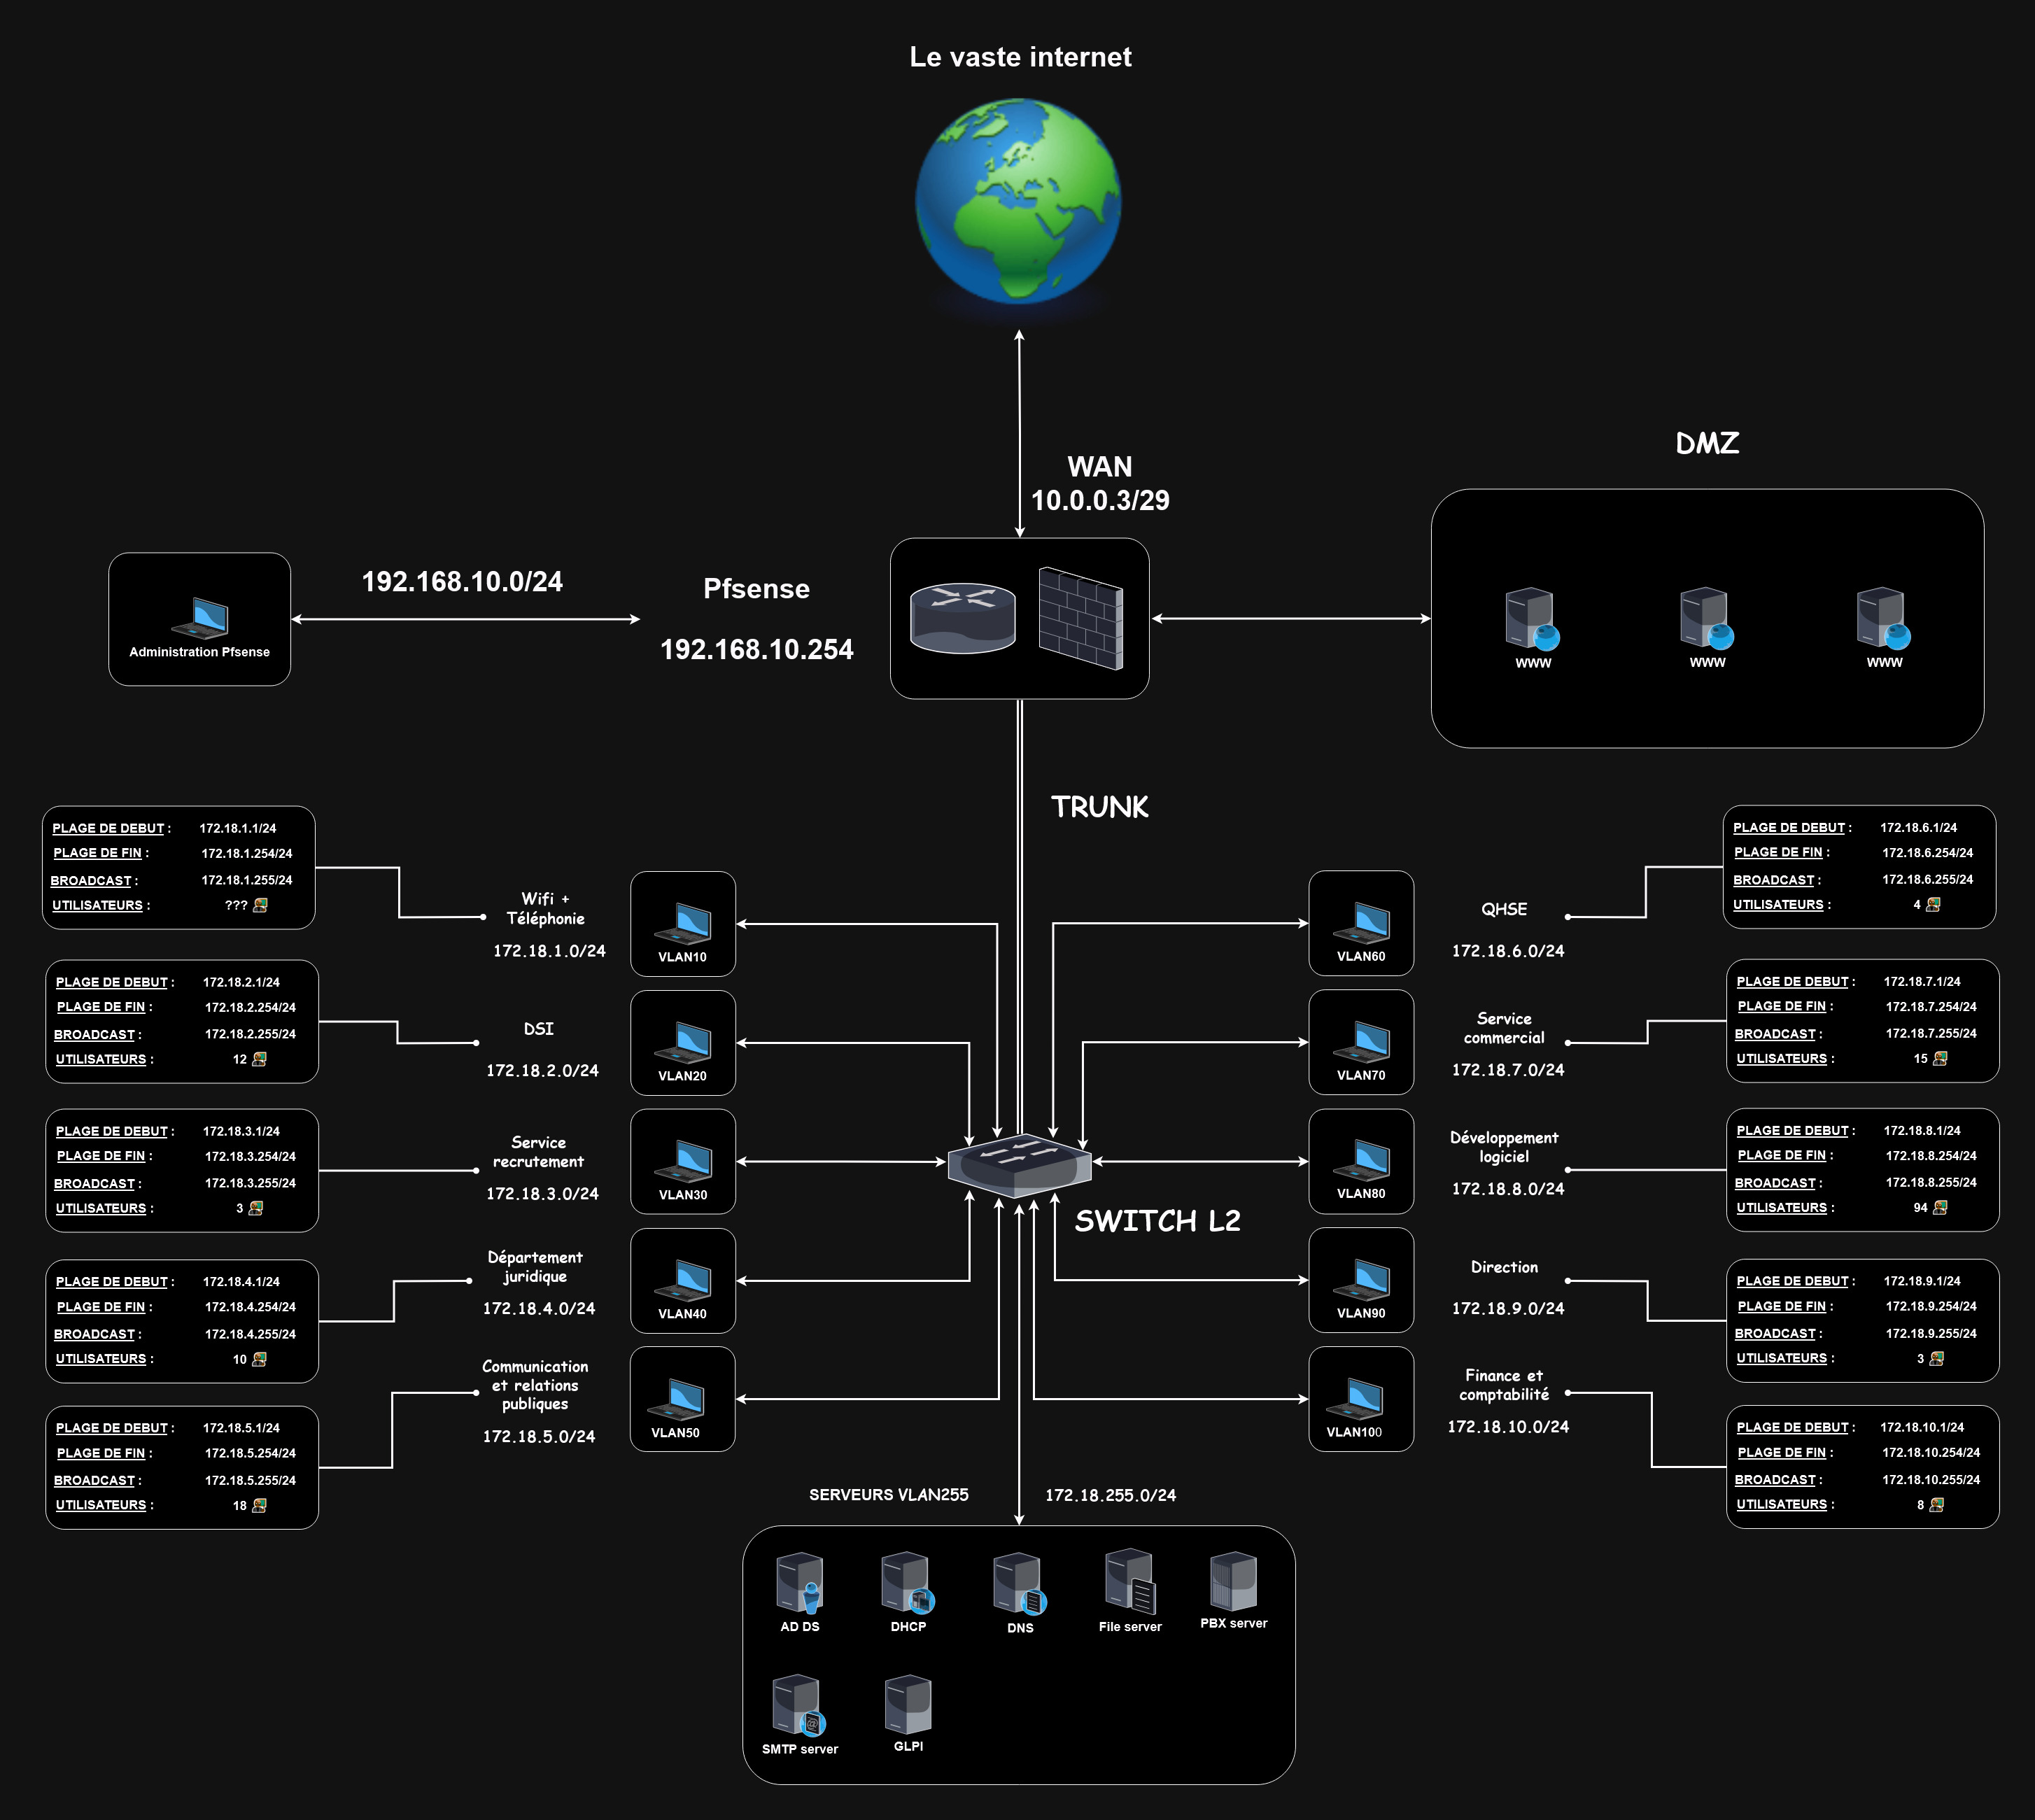 Le vaste internet
WAN
10.0.0.3/29
DMZ
192.168.10.0/24
Pfsense
192.168.10.254
Administration Pfsense
WWW
WWW
WWW
TRUNK
PLAGE DE DEBUT : 172.18.1.1/24
PLAGE DE FIN : 172.18.1.254/24
BROADCAST : 172.18.1.255/24
UTILISATEURS : ???
Wifi +
Téléphonie
172.18.1.0/24
VLAN10
PLAGE DE DEBUT : 172.18.2.1/24
PLAGE DE FIN : 172.18.2.254/24
BROADCAST : 172.18.2.255/24
UTILISATEURS : 12
DSI
172.18.2.0/24
VLAN20
PLAGE DE DEBUT : 172.18.3.1/24
PLAGE DE FIN : 172.18.3.254/24
BROADCAST : 172.18.3.255/24
UTILISATEURS : 3
Service
recrutement
172.18.3.0/24
VLAN30
PLAGE DE DEBUT : 172.18.4.1/24
PLAGE DE FIN : 172.18.4.254/24
BROADCAST : 172.18.4.255/24
UTILISATEURS : 10
Département
juridique
172.18.4.0/24
VLAN40
PLAGE DE DEBUT : 172.18.5.1/24
PLAGE DE FIN : 172.18.5.254/24
BROADCAST : 172.18.5.255/24
UTILISATEURS : 18
Communication
et relations
publiques
172.18.5.0/24
VLAN50
SWITCH L2
VLAN60
QHSE
172.18.6.0/24
PLAGE DE DEBUT : 172.18.6.1/24
PLAGE DE FIN : 172.18.6.254/24
BROADCAST : 172.18.6.255/24
UTILISATEURS : 4
VLAN70
Service
commercial
172.18.7.0/24
PLAGE DE DEBUT : 172.18.7.1/24
PLAGE DE FIN : 172.18.7.254/24
BROADCAST : 172.18.7.255/24
UTILISATEURS : 15
VLAN80
Développement
logiciel
172.18.8.0/24
PLAGE DE DEBUT : 172.18.8.1/24
PLAGE DE FIN : 172.18.8.254/24
BROADCAST : 172.18.8.255/24
UTILISATEURS : 94
VLAN90
Direction
172.18.9.0/24
PLAGE DE DEBUT : 172.18.9.1/24
PLAGE DE FIN : 172.18.9.254/24
BROADCAST : 172.18.9.255/24
UTILISATEURS : 3
VLAN100
Finance et
comptabilité
172.18.10.0/24
PLAGE DE DEBUT : 172.18.10.1/24
PLAGE DE FIN : 172.18.10.254/24
BROADCAST : 172.18.10.255/24
UTILISATEURS : 8
SERVEURS VLAN255
172.18.255.0/24
AD DS
DHCP
DNS
File server
PBX server
SMTP server
GLPI